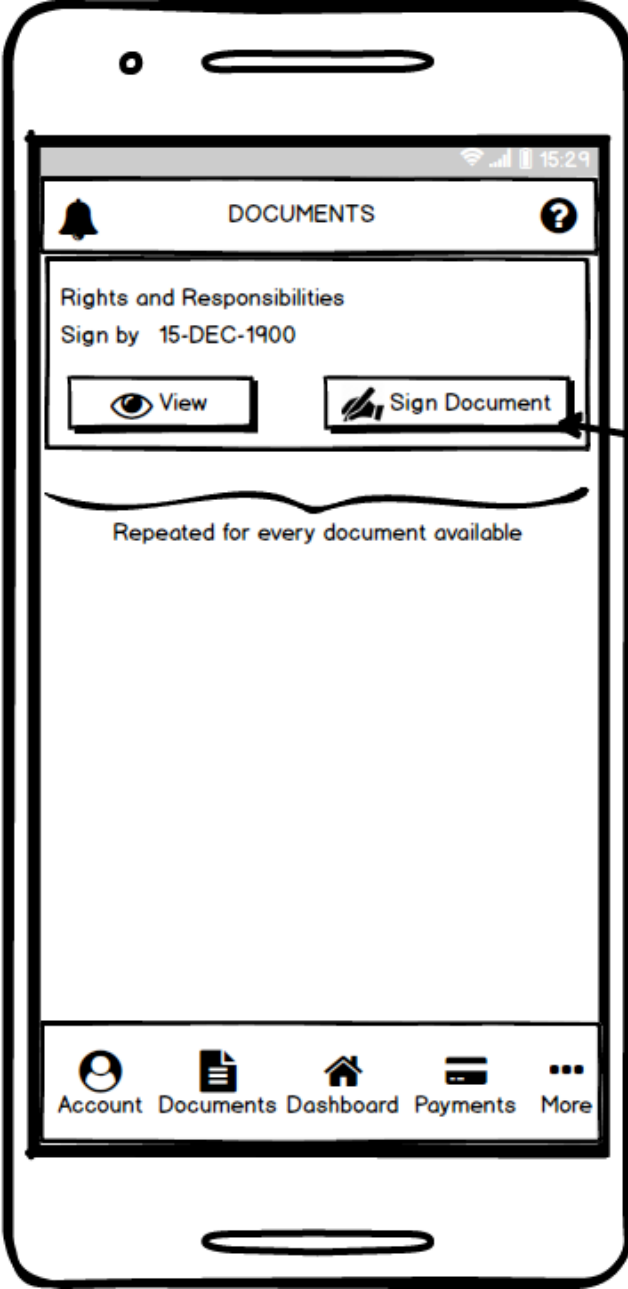 15:29
DOCUMENTS
?
Rights and Responsibilities
Sign by 15-DEC-1900
View Sign Document
Repeated for every document available
Account Documents Dashboard Payments More